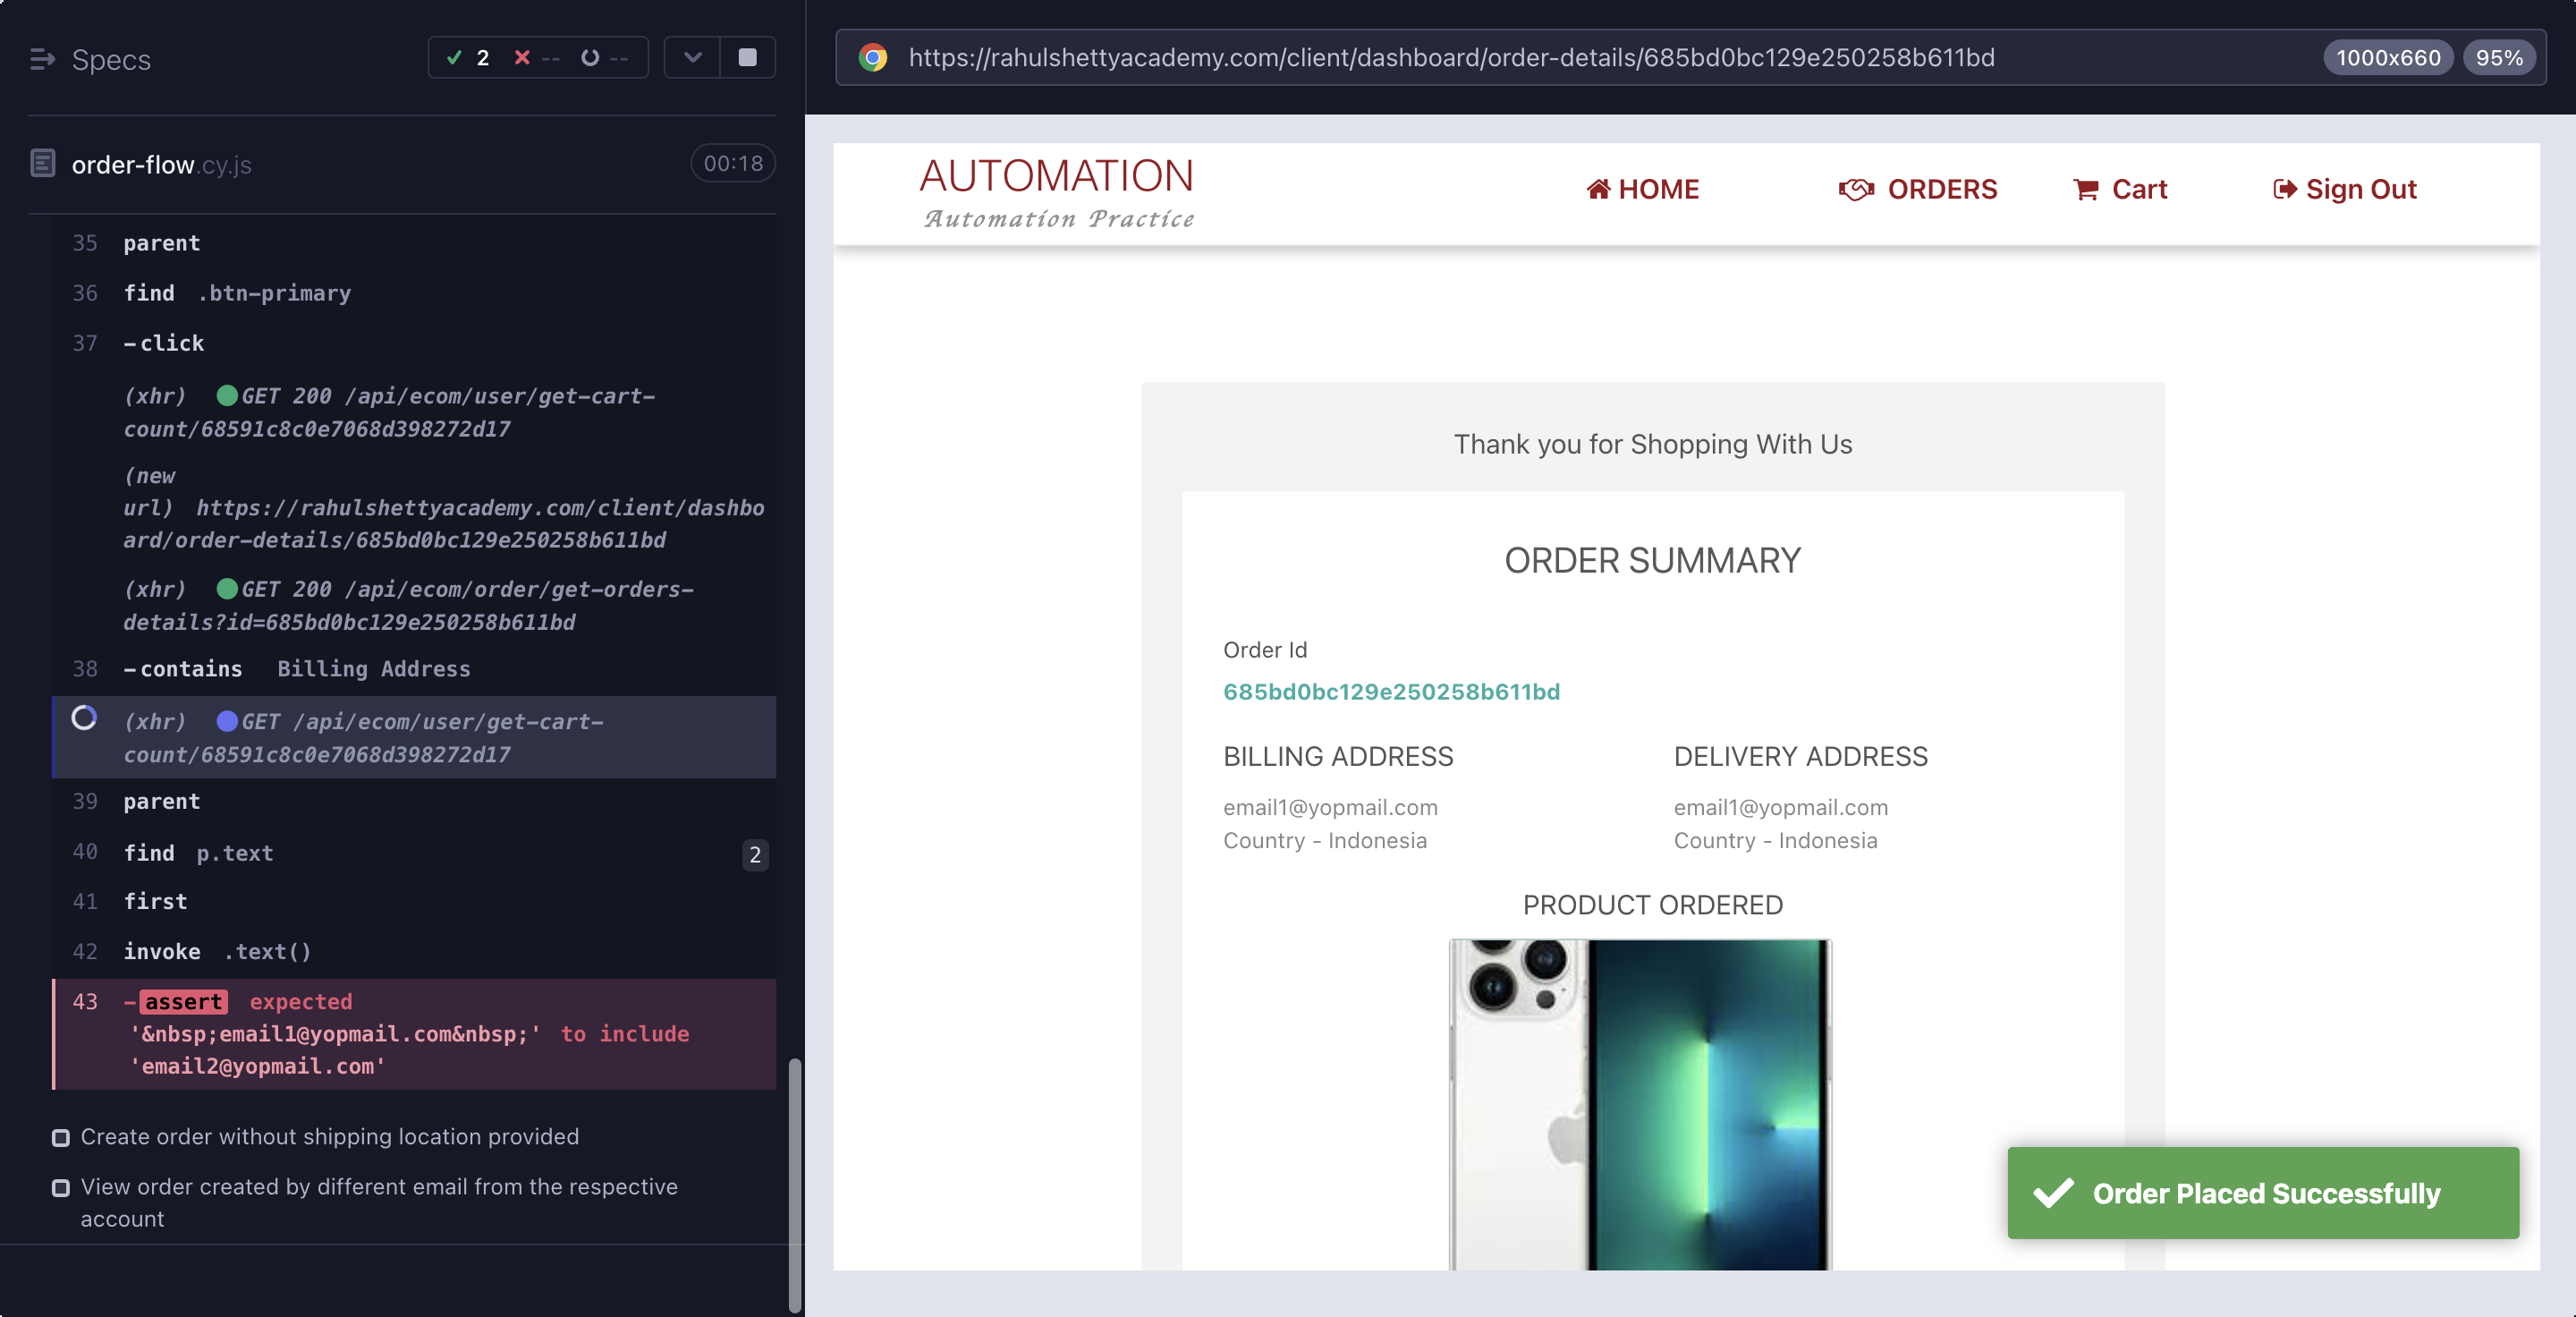 Specs
2 -- --
order-flow.cy.js 00:18
35 parent
36 find .btn-primary
37 -click
(xhr) GET 200 /api/ecom/user/get-cart-
count/68591c8c0e7068d398272d17
(new
url) https://rahulshettyacademy.com/client/dashbo
ard/order-details/685bd0bc129e250258b611bd
(xhr) GET 200 /api/ecom/order/get-orders-
details?id=685bd0bc129e250258b611bd
38 -contains Billing Address
(xhr) GET /api/ecom/user/get-cart-
count/68591c8c0e7068d398272d17
39 parent
40 find p.text 2
41 first
42 invoke .text()
43 -assert expected
'&nbsp;email1@yopmail.com&nbsp;' to include
'email2@yopmail.com'
Create order without shipping location provided
View order created by different email from the respective
account
https://rahulshettyacademy.com/client/dashboard/order-details/685bd0bc129e250258b611bd 1000x660 95%
AUTOMATION
Automation Practice
HOME ORDERS Cart Sign Out
Thank you for Shopping With Us
ORDER SUMMARY
Order Id
685bd0bc129e250258b611bd
BILLING ADDRESS DELIVERY ADDRESS
email1@yopmail.com email1@yopmail.com
Country - Indonesia Country - Indonesia
PRODUCT ORDERED
Order Placed Successfully